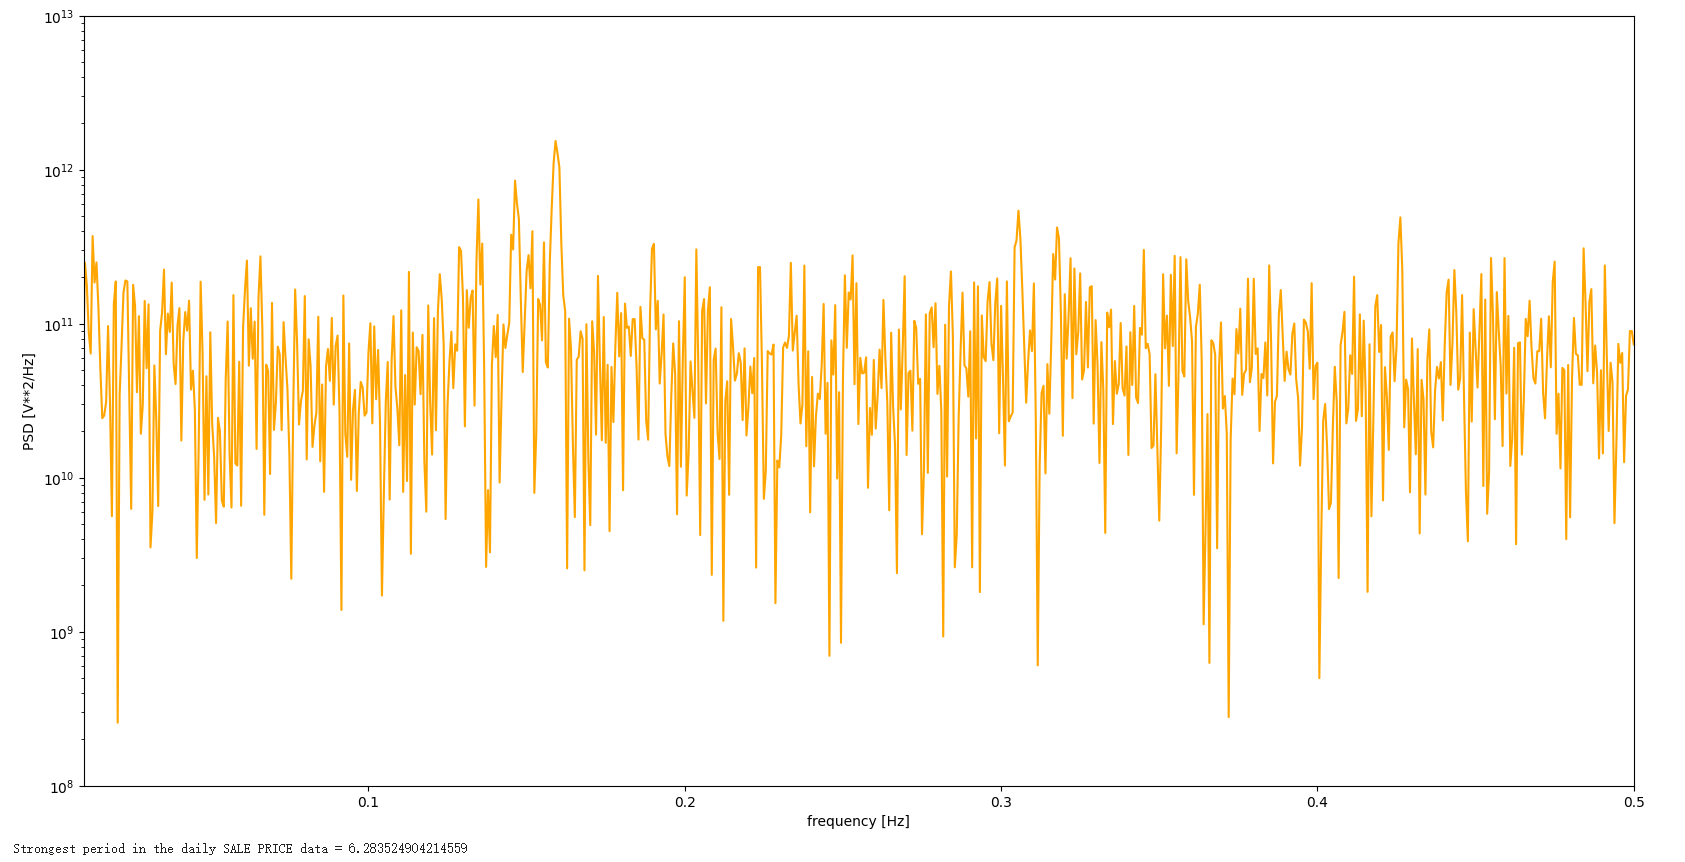 10^13
10^12
10^11
10^10
10^9
10^8
PSD [V**2/Hz]
0.1 0.2 0.3 0.4 0.5
frequency [Hz]
Strongest period in the daily SALE PRICE data = 6.283524904214559